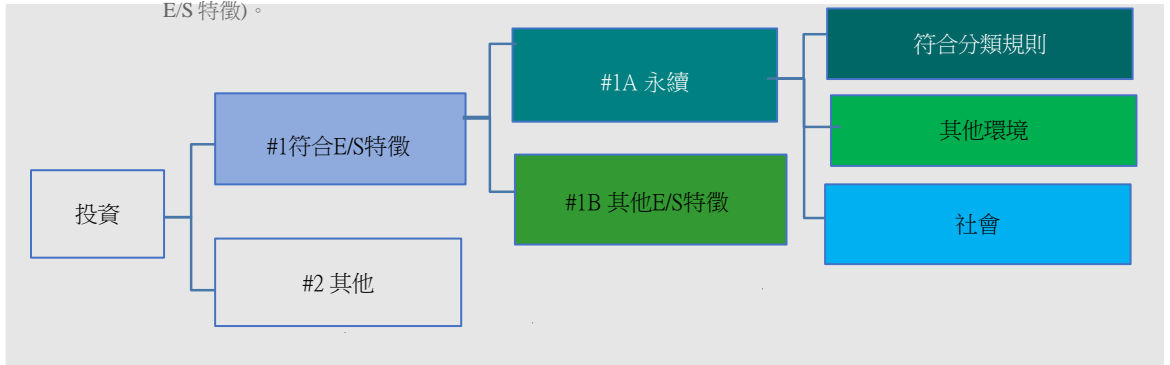 E/S 特徵)。
投資
#1符合E/S特徵
#2 其他
#1A 永續
#1B 其他E/S特徵
符合分類規則
其他環境
社會